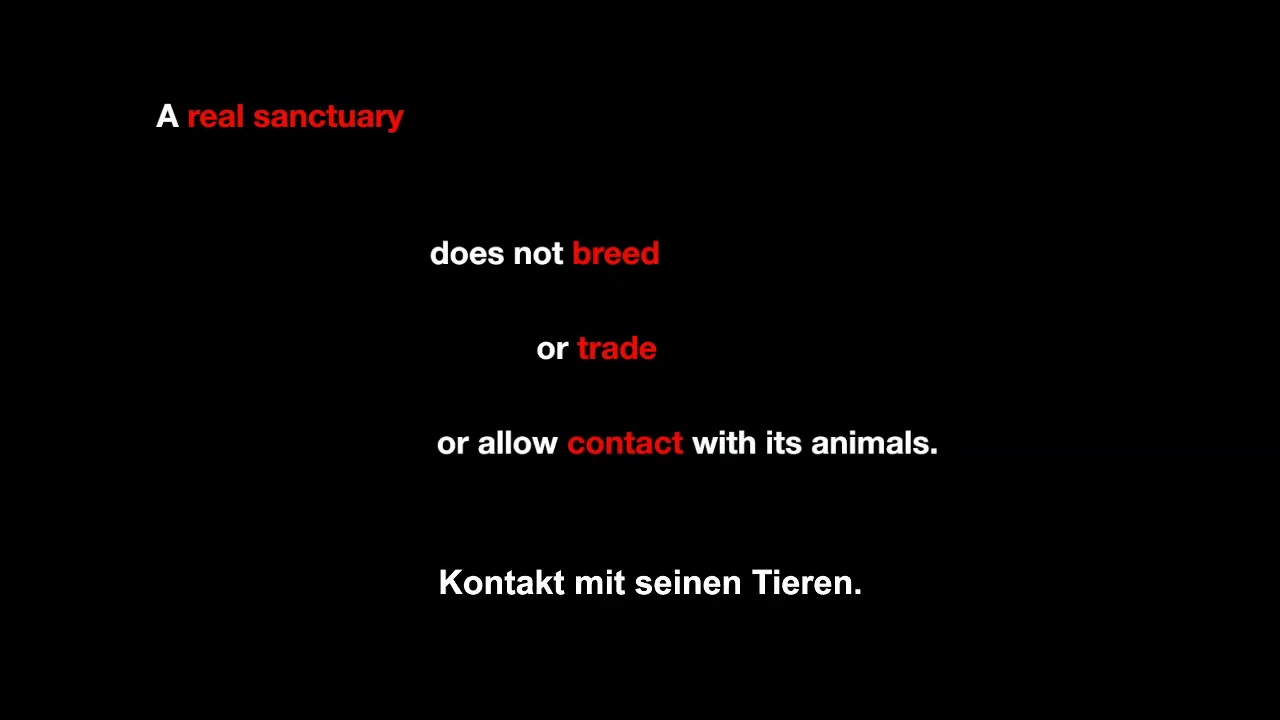 A real sanctuary
does not breed
or trade
or allow contact with its animals.
Kontakt mit seinen Tieren.